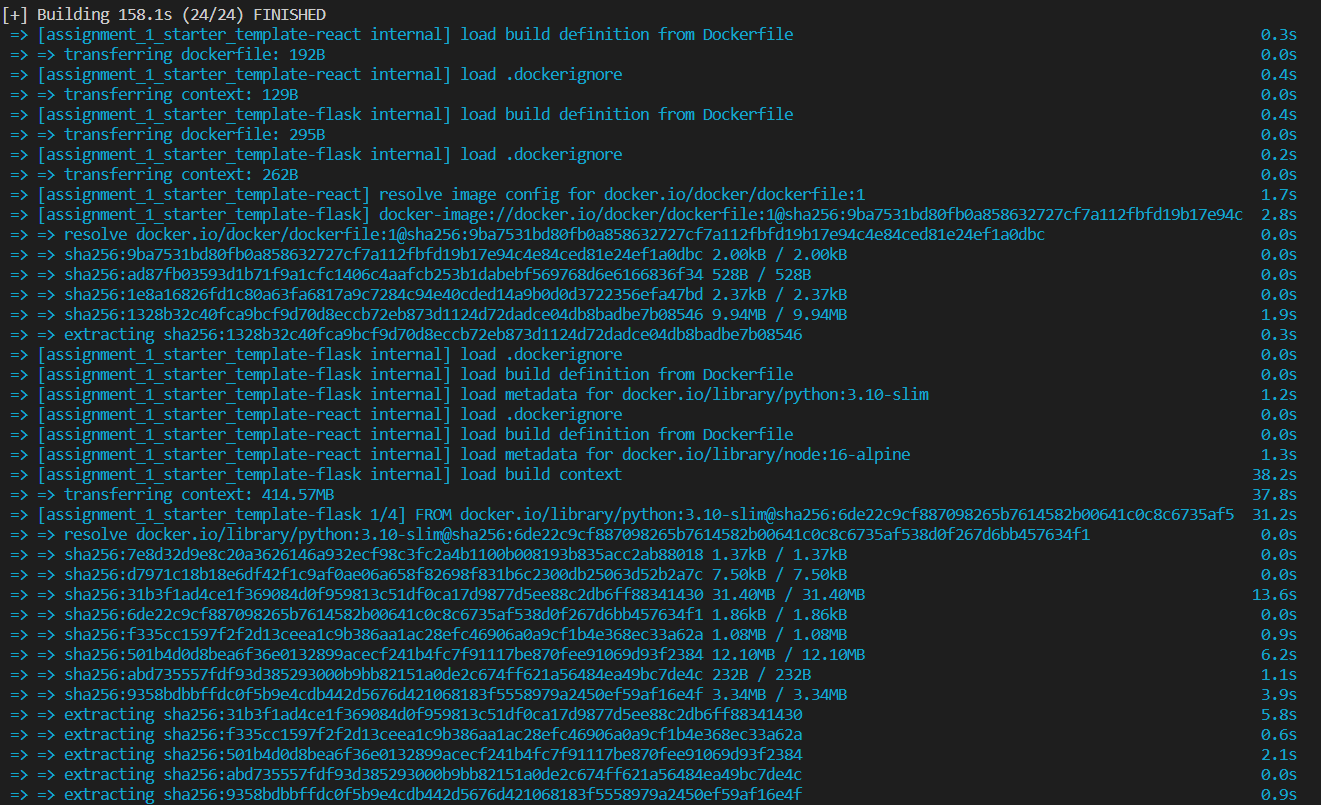 [+] Building 158.1s (24/24) FINISHED
=> [assignment_1_starter_template-react internal] load build definition from Dockerfile 0.3s
=> => transferring dockerfile: 192B 0.0s
=> [assignment_1_starter_template-react internal] load .dockerignore 0.4s
=> => transferring context: 129B 0.0s
=> [assignment_1_starter_template-flask internal] load build definition from Dockerfile 0.4s
=> => transferring dockerfile: 295B 0.0s
=> [assignment_1_starter_template-flask internal] load .dockerignore 0.2s
=> => transferring context: 262B 0.0s
=> [assignment_1_starter_template-react] resolve image config for docker.io/docker/dockerfile:1 1.7s
=> [assignment_1_starter_template-flask] docker-image://docker.io/docker/dockerfile:1@sha256:9ba7531bd80fb0a858632727cf7a112fbfd19b17e94c 2.8s
=> => resolve docker.io/docker/dockerfile:1@sha256:9ba7531bd80fb0a858632727cf7a112fbfd19b17e94c4e84ced81e24ef1a0dbc 0.0s
=> => sha256:9ba7531bd80fb0a858632727cf7a112fbfd19b17e94c4e84ced81e24ef1a0dbc 2.00kB / 2.00kB 0.0s
=> => sha256:ad87fb03593d1b71f9a1cfc1406c4aafcb253b1dabebf569768d6e6166836f34 528B / 528B 0.0s
=> => sha256:1e8a16826fd1c80a63fa6817a9c7284c94e40cded14a9b0d0d3722356efa47bd 2.37kB / 2.37kB 0.0s
=> => sha256:1328b32c40fca9bcf9d70d8eccb72eb873d1124d72dadce04db8badbe7b08546 9.94MB / 9.94MB 1.9s
=> => extracting sha256:1328b32c40fca9bcf9d70d8eccb72eb873d1124d72dadce04db8badbe7b08546 0.3s
=> [assignment_1_starter_template-flask internal] load .dockerignore 0.0s
=> [assignment_1_starter_template-flask internal] load build definition from Dockerfile 0.0s
=> [assignment_1_starter_template-flask internal] load metadata for docker.io/library/python:3.10-slim 1.2s
=> [assignment_1_starter_template-react internal] load .dockerignore 0.0s
=> [assignment_1_starter_template-react internal] load build definition from Dockerfile 0.0s
=> [assignment_1_starter_template-react internal] load metadata for docker.io/library/node:16-alpine 1.3s
=> [assignment_1_starter_template-flask internal] load build context 38.2s
=> => transferring context: 414.57MB 37.8s
=> [assignment_1_starter_template-flask 1/4] FROM docker.io/library/python:3.10-slim@sha256:6de22c9cf887098265b7614582b00641c0c8c6735af5 31.2s
=> => resolve docker.io/library/python:3.10-slim@sha256:6de22c9cf887098265b7614582b00641c0c8c6735af538d0f267d6bb457634f1 0.0s
=> => sha256:7e8d32d9e8c20a3626146a932ecf98c3fc2a4b1100b008193b835acc2ab88018 1.37kB / 1.37kB 0.0s
=> => sha256:d7971c18b18e6df42f1c9af0ae06a658f82698f831b6c2300db25063d52b2a7c 7.50kB / 7.50kB 0.0s
=> => sha256:31b3f1ad4ce1f369084d0f959813c51df0ca17d9877d5ee88c2db6ff88341430 31.40MB / 31.40MB 13.6s
=> => sha256:6de22c9cf887098265b7614582b00641c0c8c6735af538d0f267d6bb457634f1 1.86kB / 1.86kB 0.0s
=> => sha256:f335cc1597f2f2d13ceea1c9b386aa1ac28efc46906a0a9cf1b4e368ec33a62a 1.08MB / 1.08MB 0.9s
=> => sha256:501b4d0d8bea6f36e0132899acecf241b4fc7f91117be870fee91069d93f2384 12.10MB / 12.10MB 6.2s
=> => sha256:abd735557fdf93d385293000b9bb82151a0de2c674ff621a56484ea49bc7de4c 232B / 232B 1.1s
=> => sha256:9358bdbbffdc0f5b9e4cdb442d5676d421068183f5558979a2450ef59af16e4f 3.34MB / 3.34MB 3.9s
=> => extracting sha256:31b3f1ad4ce1f369084d0f959813c51df0ca17d9877d5ee88c2db6ff88341430 5.8s
=> => extracting sha256:f335cc1597f2f2d13ceea1c9b386aa1ac28efc46906a0a9cf1b4e368ec33a62a 0.6s
=> => extracting sha256:501b4d0d8bea6f36e0132899acecf241b4fc7f91117be870fee91069d93f2384 2.1s
=> => extracting sha256:abd735557fdf93d385293000b9bb82151a0de2c674ff621a56484ea49bc7de4c 0.0s
=> => extracting sha256:9358bdbbffdc0f5b9e4cdb442d5676d421068183f5558979a2450ef59af16e4f 0.9s